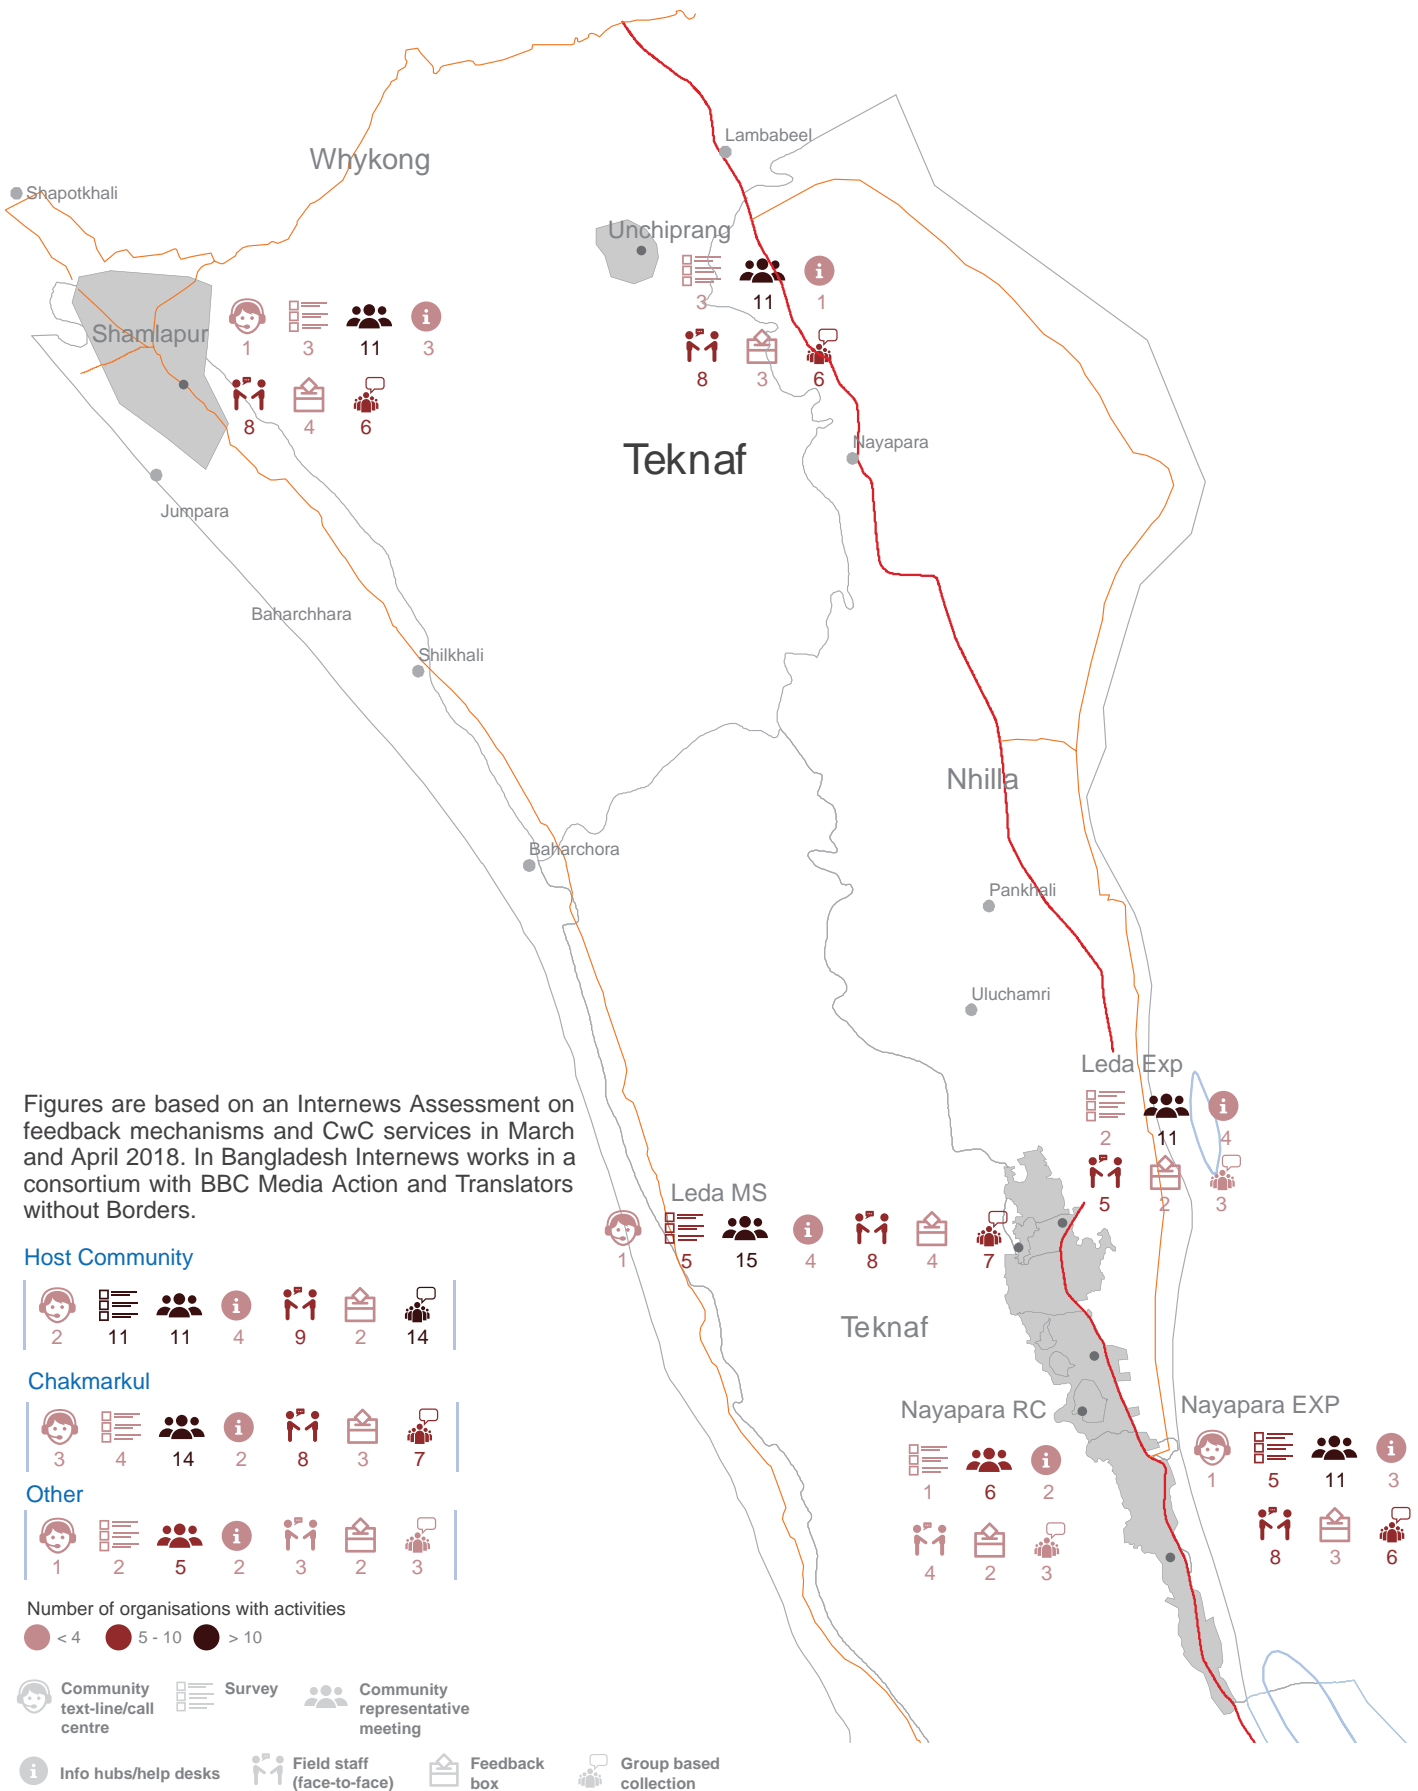 Lambabeel
Whykong
Shapotkhali
Unchiprang
3 11 1
8 3 6
Shamlapur
1 3 11 3
8 4 6
Teknaf
Nayapara
Jumpara
Baharchhara
Shilkhali
Nhilla
Baharchora
Pankhali
Uluchamri
Leda Exp
2 11 4
5 2 3
Figures are based on an Internews Assessment on
feedback mechanisms and CwC services in March
and April 2018. In Bangladesh Internews works in a
consortium with BBC Media Action and Translators
without Borders.
Leda MS
1 5 15 4 8 4 7
Teknaf
Host Community
2 11 11 4 9 2 14
Chakmarkul
3 4 14 2 8 3 7
Other
1 2 5 2 3 2 3
Nayapara RC
1 6 2
4 2 3
Nayapara EXP
1 5 11 3
8 3 6
Number of organisations with activities
< 4 5 - 10 > 10
Community
text-line/call
centre
Survey
Community
representative
meeting
Info hubs/help desks
Field staff
(face-to-face)
Feedback
box
Group based
collection